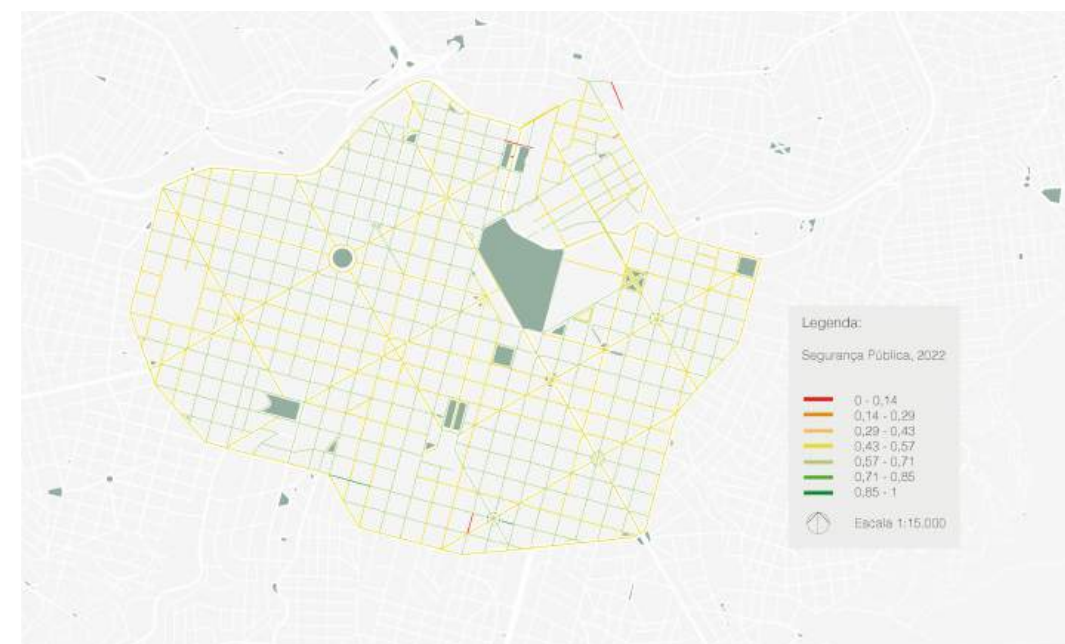 Legenda:
Segurança Pública, 2022
0 - 0,14
0,14 - 0,29
0,29 - 0,43
0,43 - 0,57
0,57 - 0,71
0,71 - 0,85
0,85 - 1
Escala 1:15.000